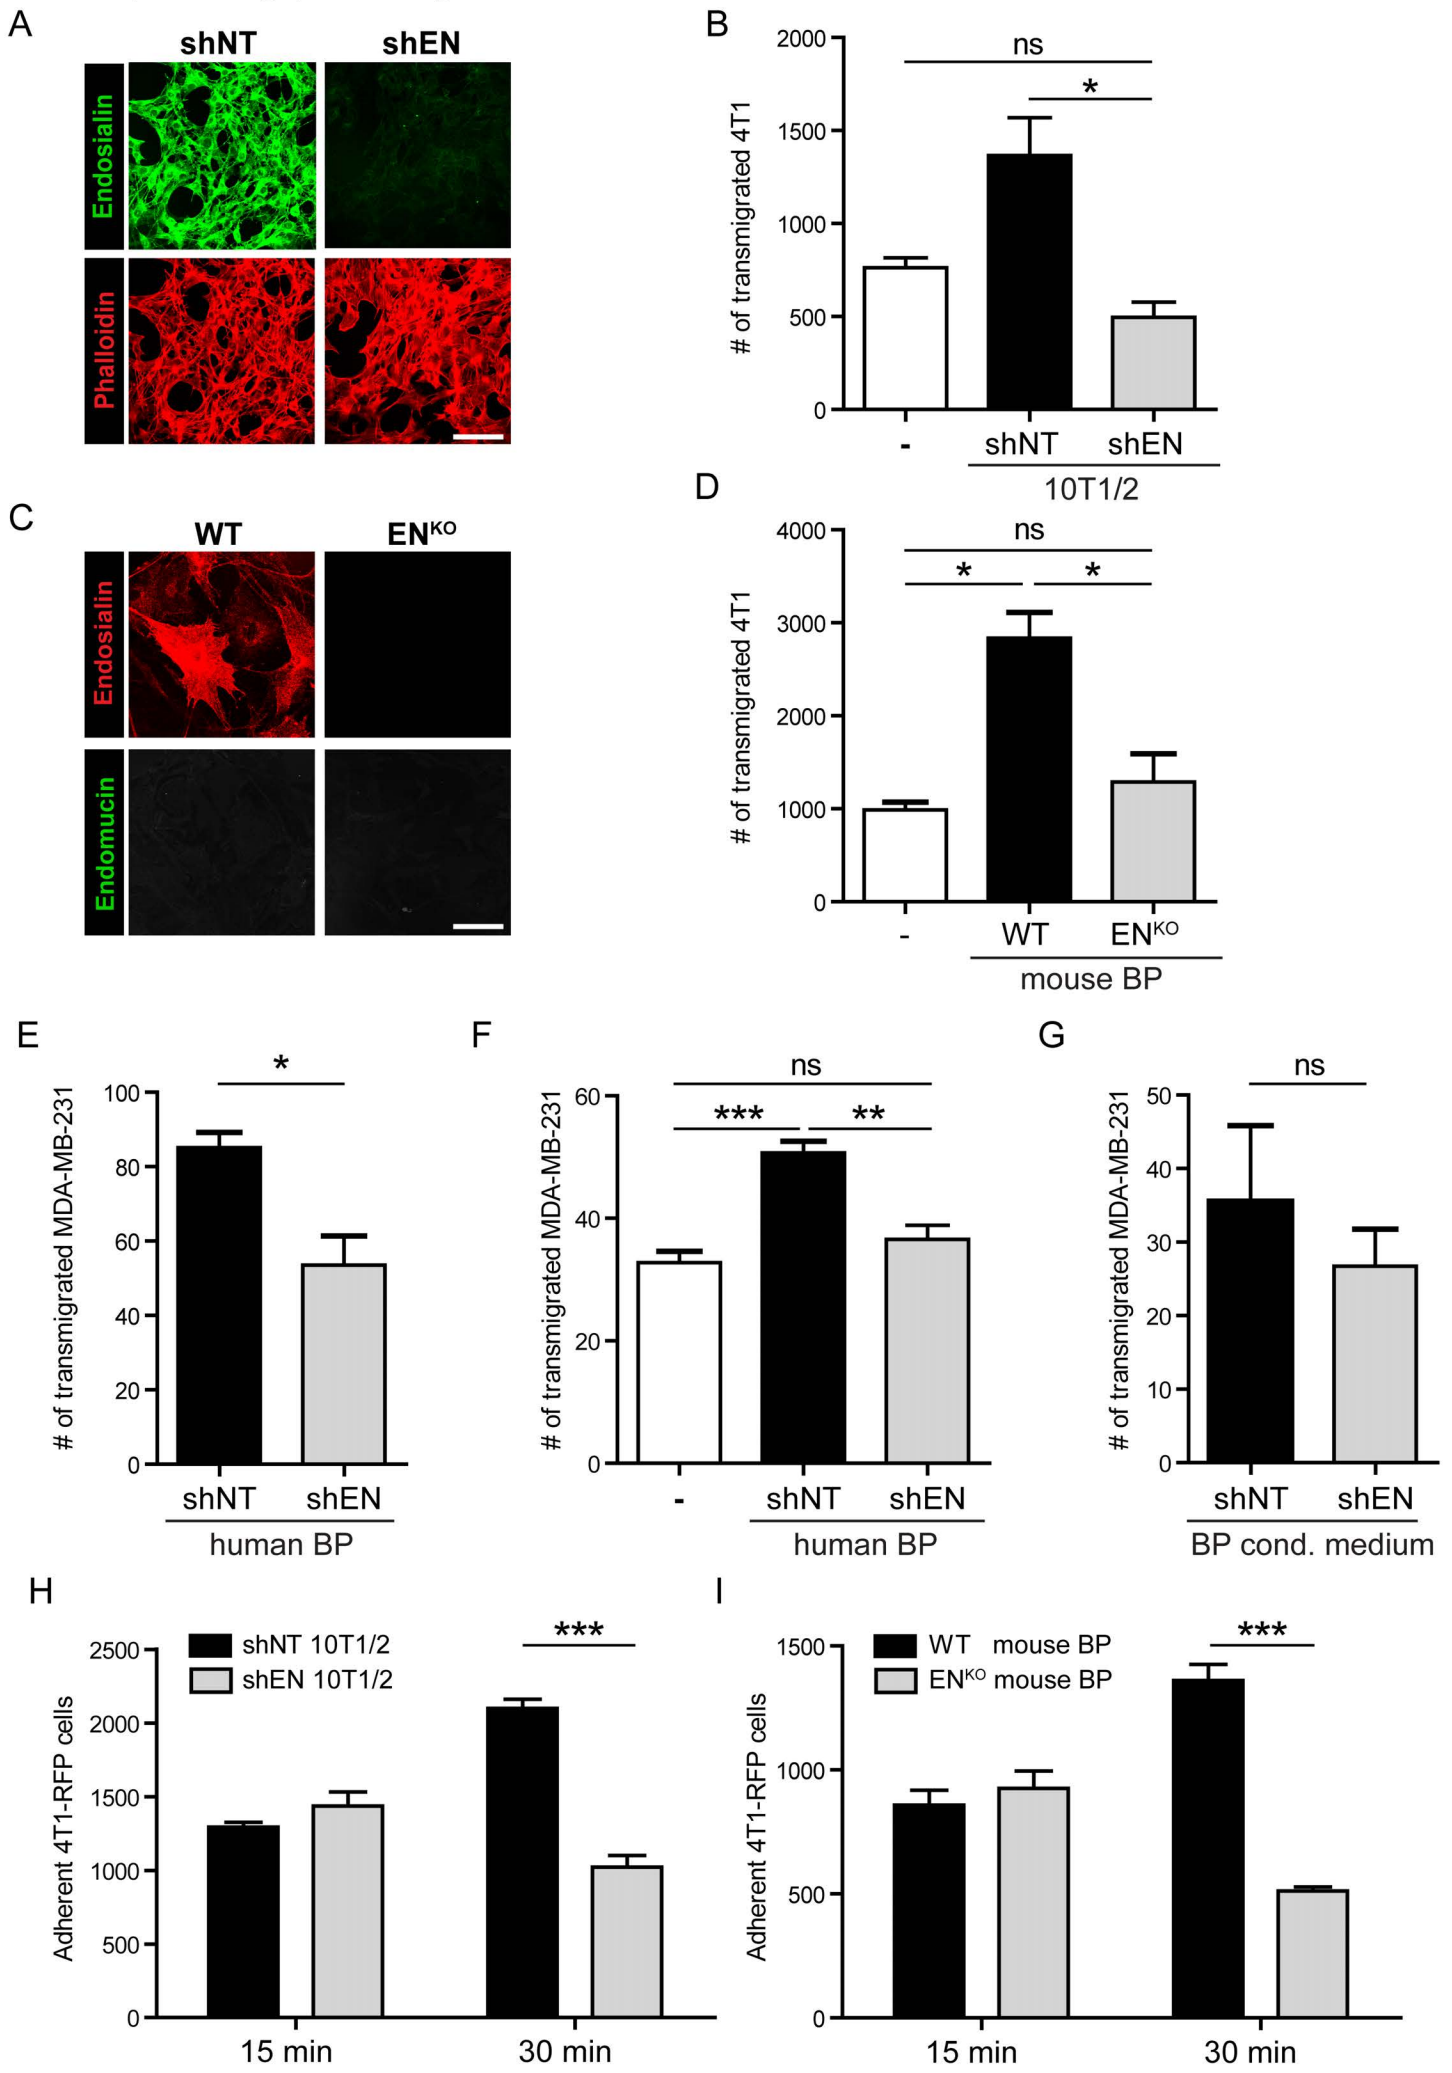 A
shNT shEN
Endosialin
Phalloidin
B
# of transmigrated 4T1
2000
1500
1000
500
0
ns
*
- shNT shEN
10T1/2
C
WT ENKO
Endosialin
Endomucin
D
# of transmigrated 4T1
4000
3000
2000
1000
0
ns
* *
- WT ENKO
mouse BP
E
# of transmigrated MDA-MB-231
100
80
60
40
20
0
*
shNT shEN
human BP
F
# of transmigrated MDA-MB-231
60
40
20
0
ns
*** **
- shNT shEN
human BP
G
# of transmigrated MDA-MB-231
50
40
30
20
10
0
ns
shNT shEN
BP cond. medium
H
Adherent 4T1-RFP cells
2500
2000
1500
1000
500
0
shNT 10T1/2
shEN 10T1/2
***
15 min 30 min
I
Adherent 4T1-RFP cells
1500
1000
500
0
WT mouse BP
ENKO mouse BP
***
15 min 30 min